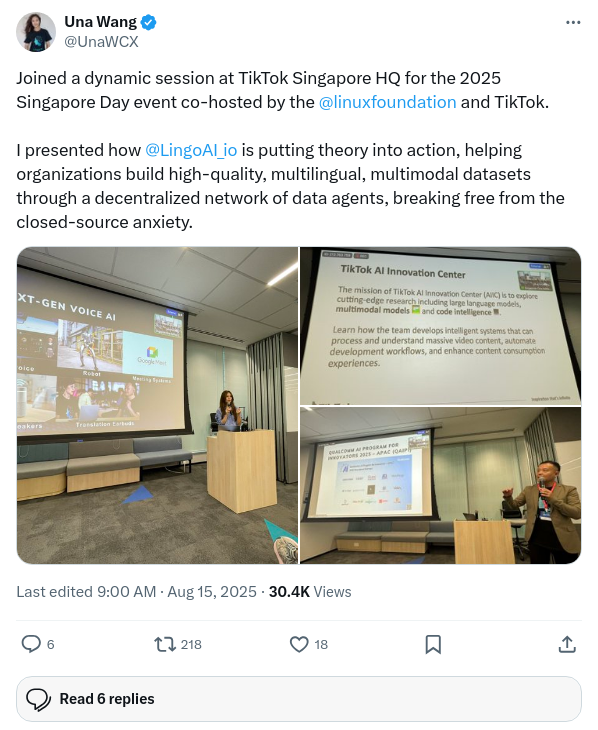 Una Wang
@UnaWCX
Joined a dynamic session at TikTok Singapore HQ for the 2025
Singapore Day event co-hosted by the @linuxfoundation and TikTok.
I presented how @LingoAI_io is putting theory into action, helping
organizations build high-quality, multilingual, multimodal datasets
through a decentralized network of data agents, breaking free from the
closed-source anxiety.
XT-GEN VOICE AI
Robot
Google Meet
Meeting Systems
Translation Earbuds
TikTok AI Innovation Center
The mission of TikTok AI Innovation Center (AIIC) is to explore
cutting-edge research including large language models,
multimodal models and code intelligence
Learn how the team develops intelligent systems that can
process and understand massive video content, automate
development workflows, and enhance content consumption
experiences.
QUALCOMM AI PROGRAM FOR
INNOVATORS 2025 - APAC (QAIPI)
Last edited 9:00 AM · Aug 15, 2025 · 30.4K Views
6
218
18
Read 6 replies